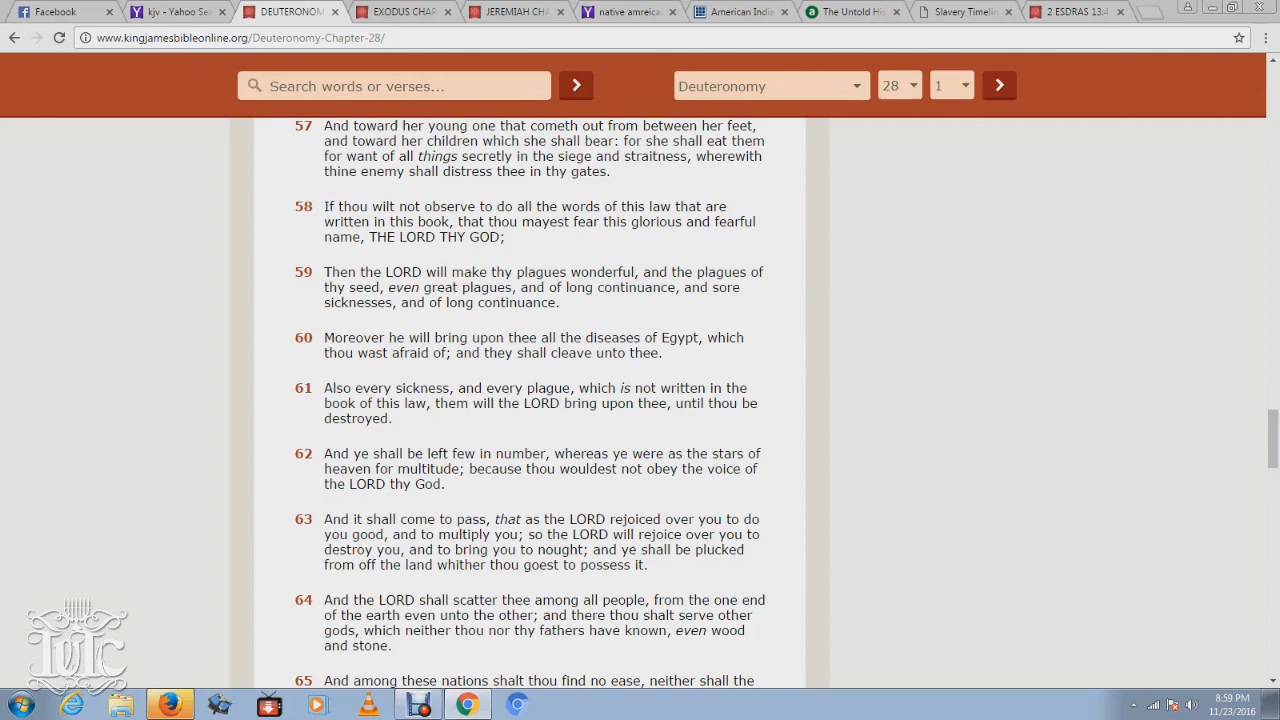 Facebook
kjv - Yahoo Sea
DEUTERONOM
EXODUS CHAP
JEREMIAH CHA
native amreica
American Indi
The Untold His
Slavery Timelin
2 ESDRAS 13:4
www.kingjamesbibleonline.org/Deuteronomy-Chapter-28/
Search words or verses...
Deuteronomy
28
1
57 And toward her young one that cometh out from between her feet,
and toward her children which she shall bear: for she shall eat them
for want of all things secretly in the siege and straitness, wherewith
thine enemy shall distress thee in thy gates.
58 If thou wilt not observe to do all the words of this law that are
written in this book, that thou mayest fear this glorious and fearful
name, THE LORD THY GOD;
59 Then the LORD will make thy plagues wonderful, and the plagues of
thy seed, even great plagues, and of long continuance, and sore
sicknesses, and of long continuance.
60 Moreover he will bring upon thee all the diseases of Egypt, which
thou wast afraid of; and they shall cleave unto thee.
61 Also every sickness, and every plague, which is not written in the
book of this law, them will the LORD bring upon thee, until thou be
destroyed.
62 And ye shall be left few in number, whereas ye were as the stars of
heaven for multitude; because thou wouldest not obey the voice of
the LORD thy God.
63 And it shall come to pass, that as the LORD rejoiced over you to do
you good, and to multiply you; so the LORD will rejoice over you to
destroy you, and to bring you to nought; and ye shall be plucked
from off the land whither thou goest to possess it.
64 And the LORD shall scatter thee among all people, from the one end
of the earth even unto the other; and there thou shalt serve other
gods, which neither thou nor thy fathers have known, even wood
and stone.
65 And among these nations shalt thou find no ease, neither shall the
IUIC
8:59 PM
11/23/2016